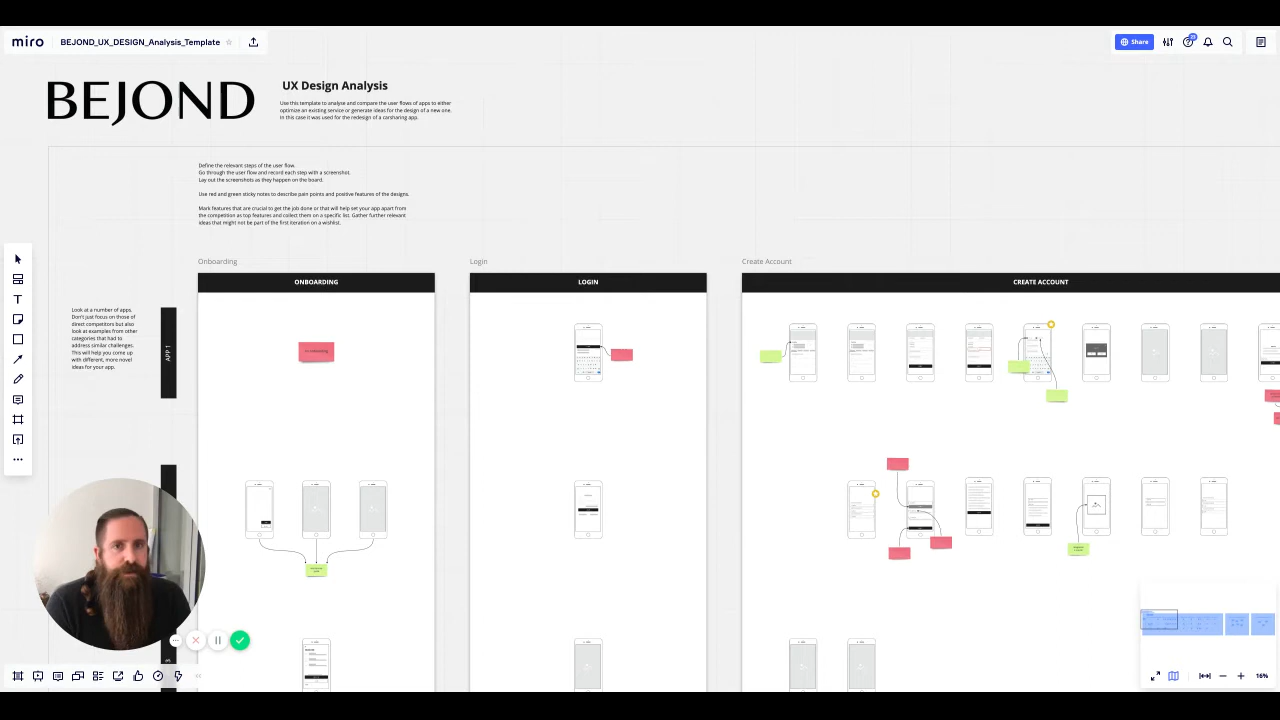 miro
BEJOND_UX_DESIGN_Analysis_Template
Share
BEJOND
UX Design Analysis
Use this template to analyse and compare the user flows of apps to either
optimize an existing service or generate ideas for the design of a new one.
In this case it was used for the redesign of a carsharing app.
Define the relevant steps of the user flow.
Go through the user flow and record each step with a screenshot.
Lay out the screenshots as they happen on the board.
Use red and green sticky notes to describe pain points and positive features of the designs.
Mark features that are crucial to get the job done or that will help set your app apart from
the competition as top features and collect them on a specific list. Gather further relevant
ideas that might not be part of the first iteration on a wishlist.
Onboarding
Login
Create Account
ONBOARDING
LOGIN
CREATE ACCOUNT
Look at a number of apps.
Don't just focus on those of
direct competitors but also
look at examples from other
categories that had to
address similar challenges.
This will help you come up
with different, more novel
ideas for your app.
APP 1
16%